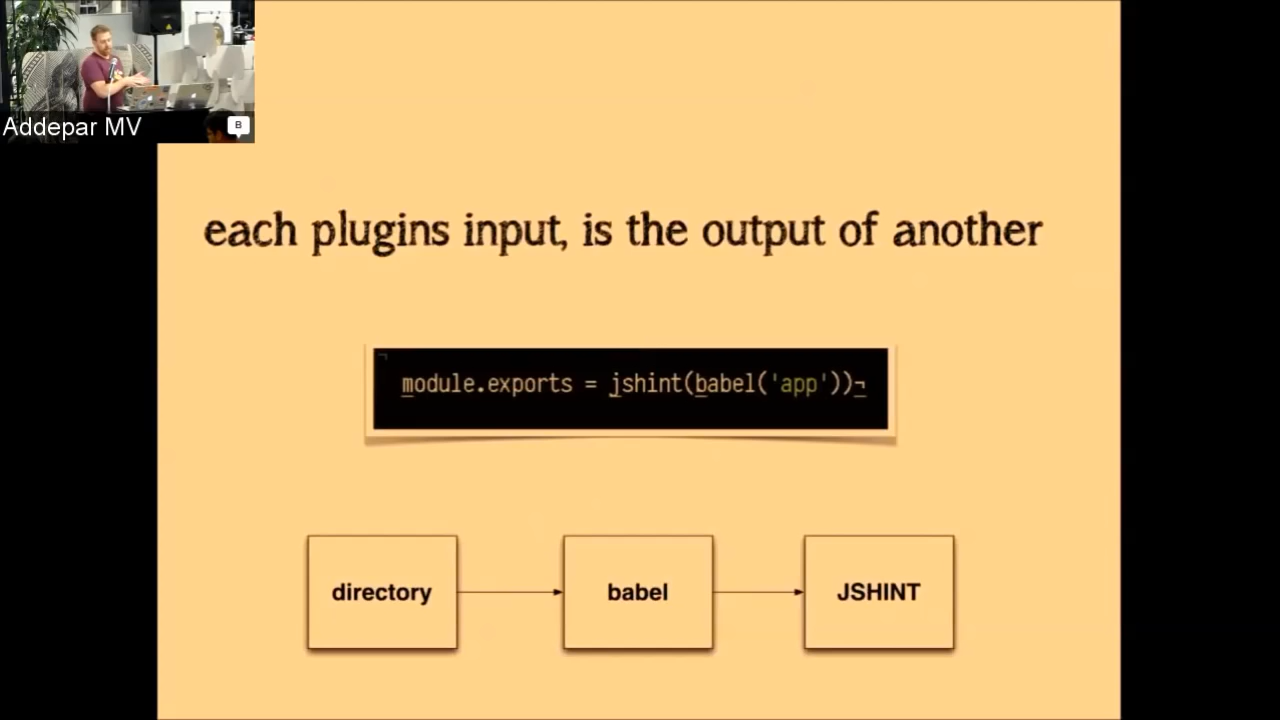 Addepar MV
B
each plugins input, is the output of another
module.exports = jshint(babel('app'))¬
directory
babel
JSHINT